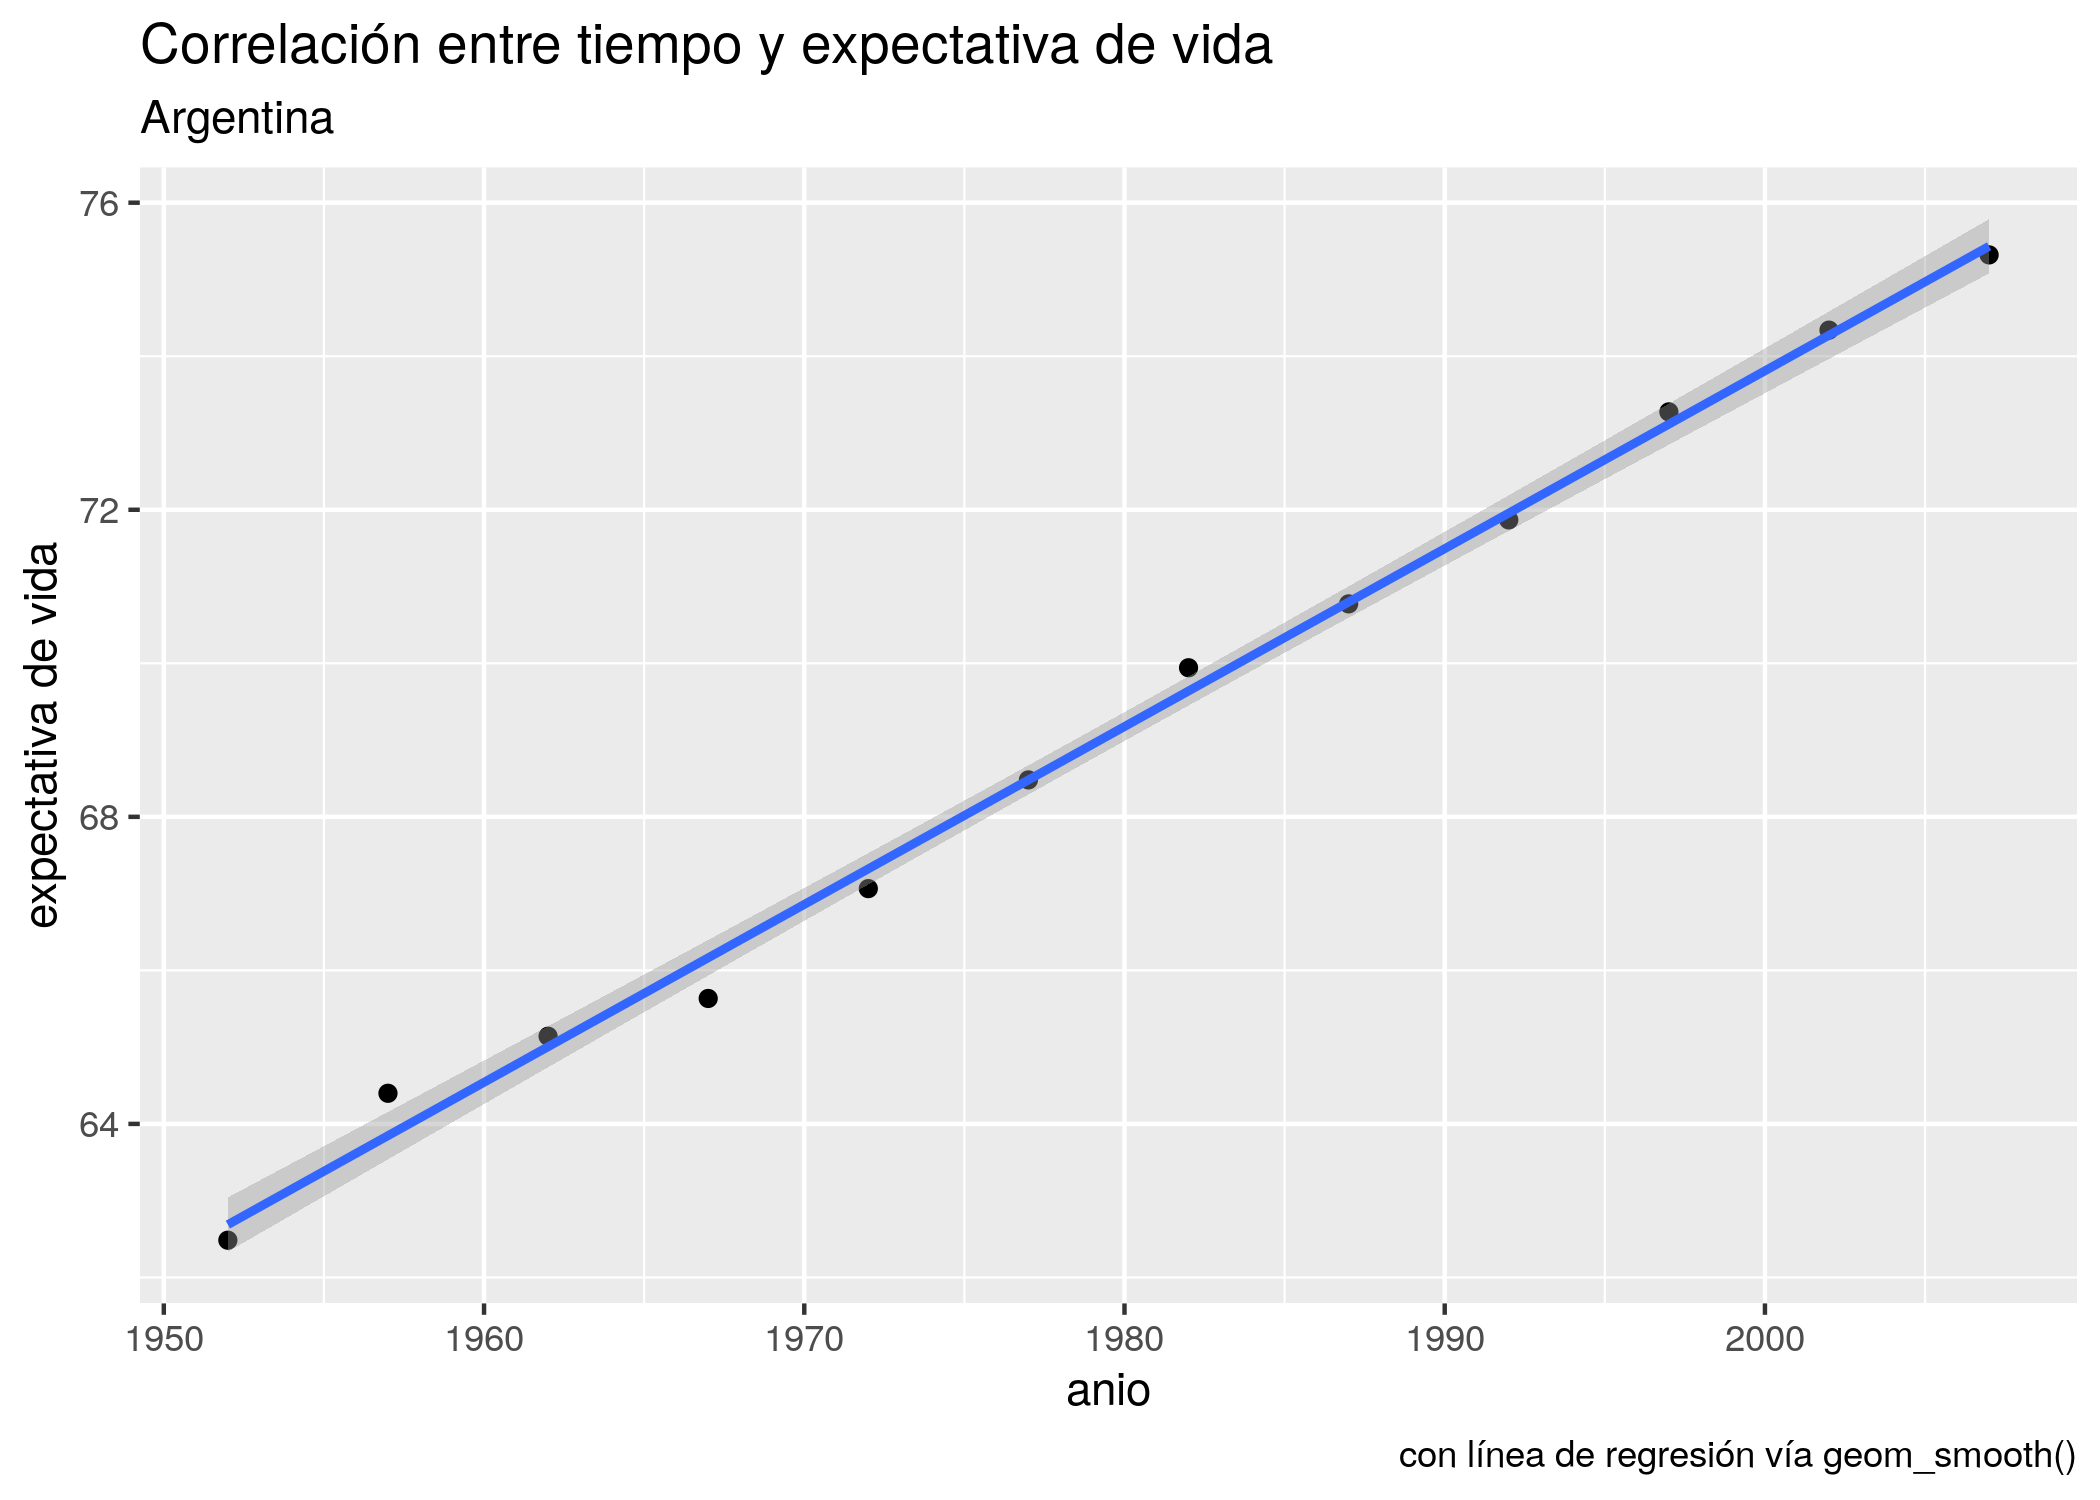 Correlación entre tiempo y expectativa de vida
Argentina
76
72
68
64
expectativa de vida
1950 1960 1970 1980 1990 2000
anio
con línea de regresión vía geom_smooth()